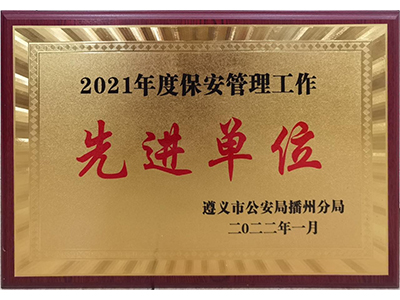 2021年度保安管理工作
先进单位
遵义市公安局播州分局
二〇二二年一月